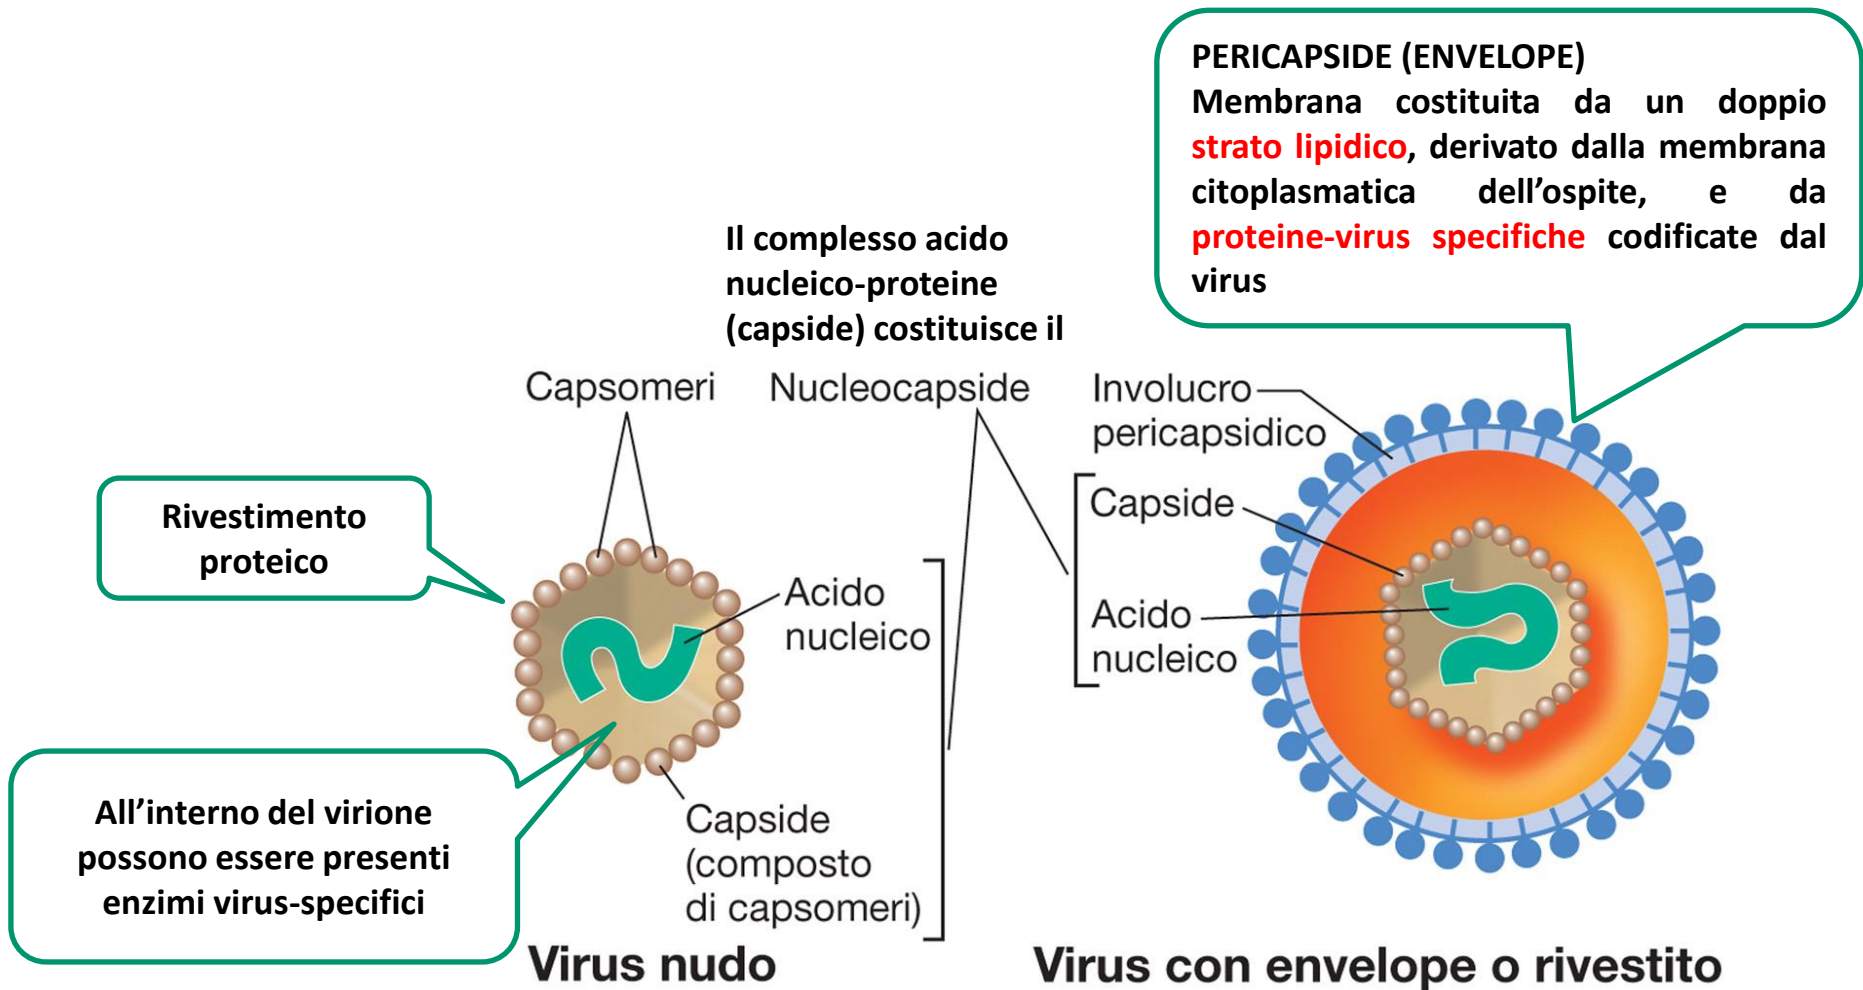 PERICAPSIDE (ENVELOPE)
Membrana costituita da un doppio
strato lipidico, derivato dalla membrana
citoplasmatica dell’ospite, e da
proteine-virus specifiche codificate dal
virus
Il complesso acido
nucleico-proteine
(capside) costituisce il
Capsomeri
Nucleocapside
Involucro
pericapsidico
Capside
Acido
nucleico
Rivestimento
proteico
Acido
nucleico
All’interno del virione
possono essere presenti
enzimi virus-specifici
Capside
(composto
di capsomeri)
Virus nudo
Virus con envelope o rivestito